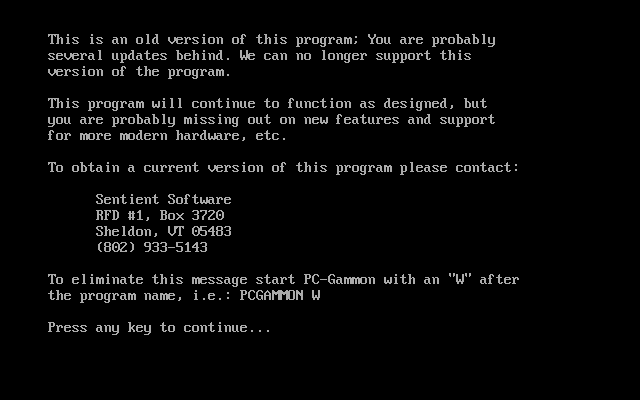 This is an old version of this program; You are probably
several updates behind. We can no longer support this
version of the program.
This program will continue to function as designed, but
you are probably missing out on new features and support
for more modern hardware, etc.
To obtain a current version of this program please contact:
Sentient Software
RFD #1, Box 3720
Sheldon, VT 05483
(802) 933-5143
To eliminate this message start PC-Gammon with an "W" after
the program name, i.e.: PCGAMMON W
Press any key to continue...